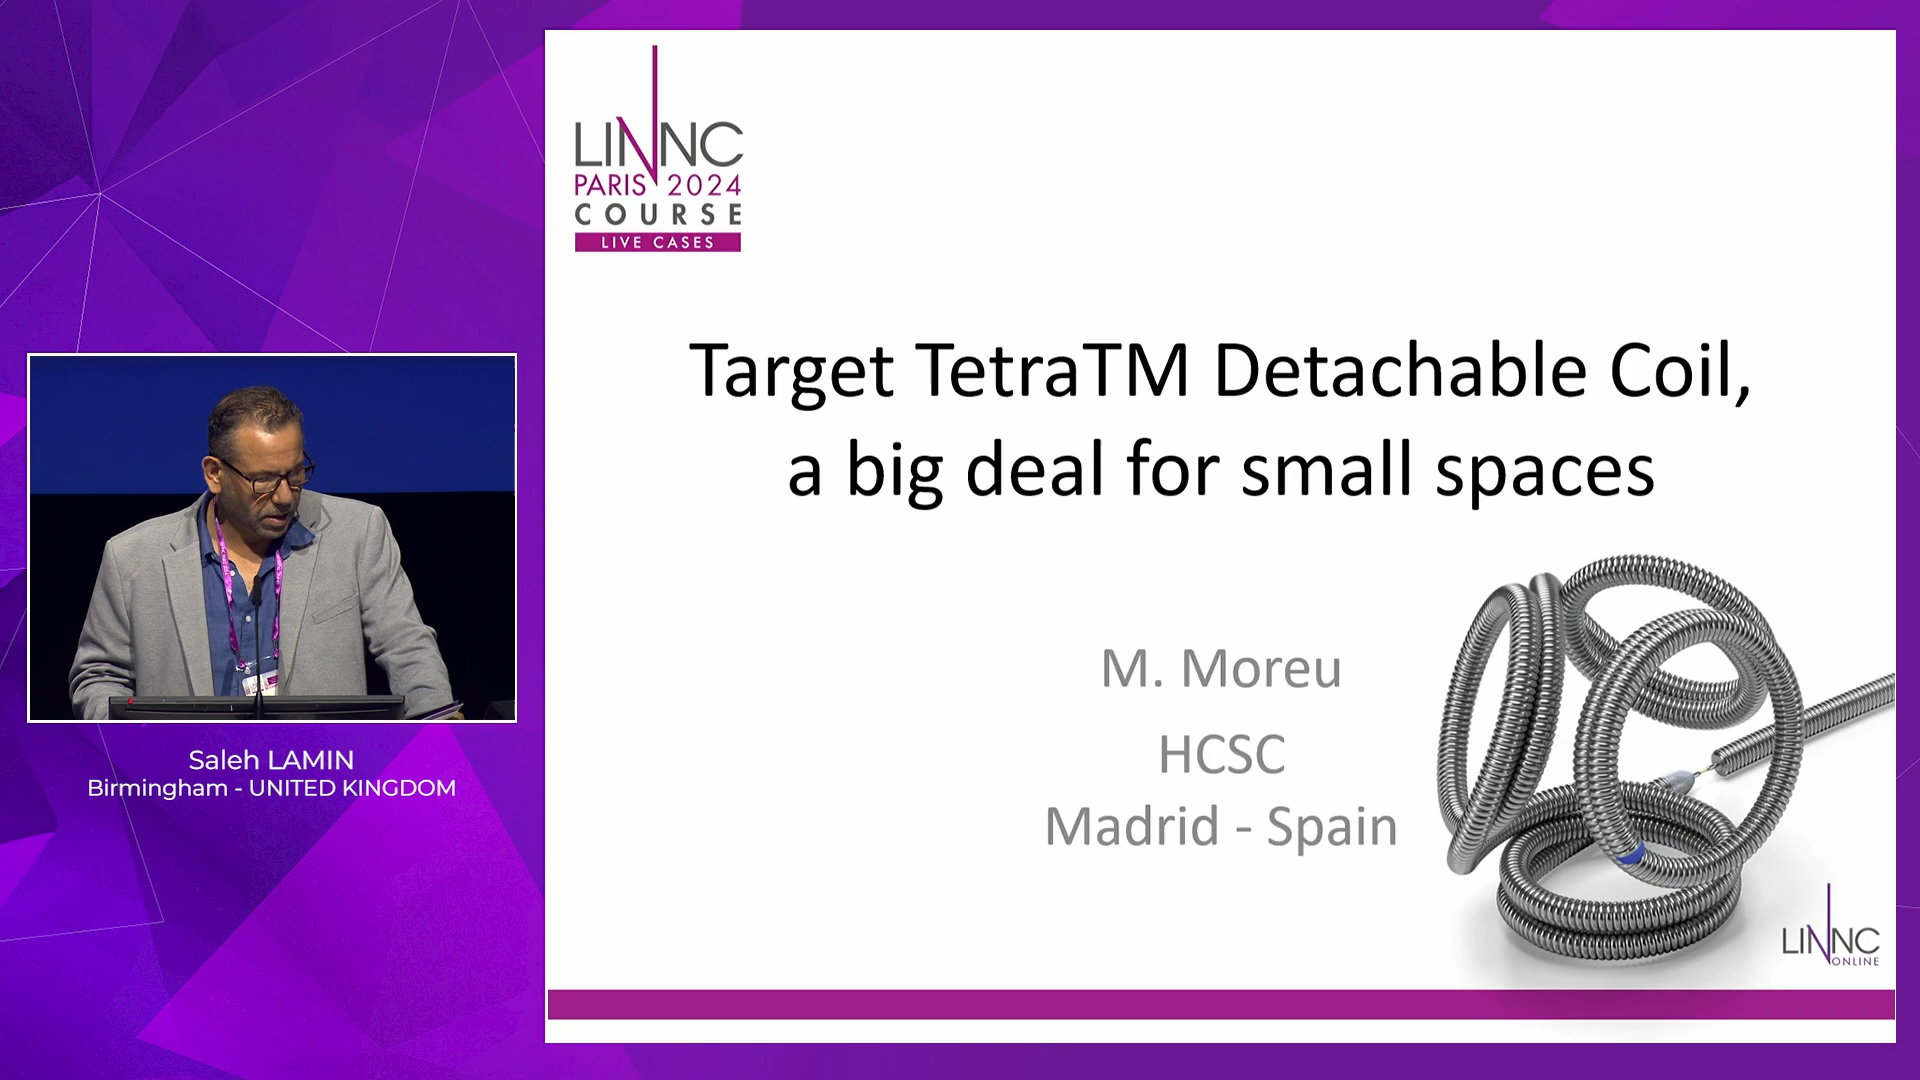 LINNC
PARIS 2024
COURSE
LIVE CASES
Target TetraTM Detachable Coil,
a big deal for small spaces
M. Moreu
HCSC
Madrid - Spain
LINNC
ONLINE
Saleh LAMIN
Birmingham - UNITED KINGDOM